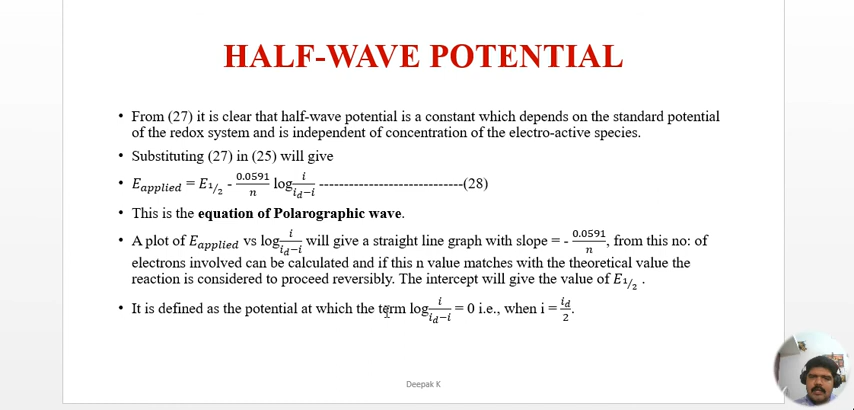 HALF-WAVE POTENTIAL
• From (27) it is clear that half-wave potential is a constant which depends on the standard potential
of the redox system and is independent of concentration of the electro-active species.
• Substituting (27) in (25) will give
• E_applied = E_1/2 - 0.0591/n log i/(i_d−i) -----------------------------(28)
• This is the equation of Polarographic wave.
• A plot of E_applied vs log i/(i_d−i) will give a straight line graph with slope = - 0.0591/n, from this no: of
electrons involved can be calculated and if this n value matches with the theoretical value the
reaction is considered to proceed reversibly. The intercept will give the value of E_1/2 .
• It is defined as the potential at which the term log i/(i_d−i) = 0 i.e., when i = i_d/2.
Deepak K